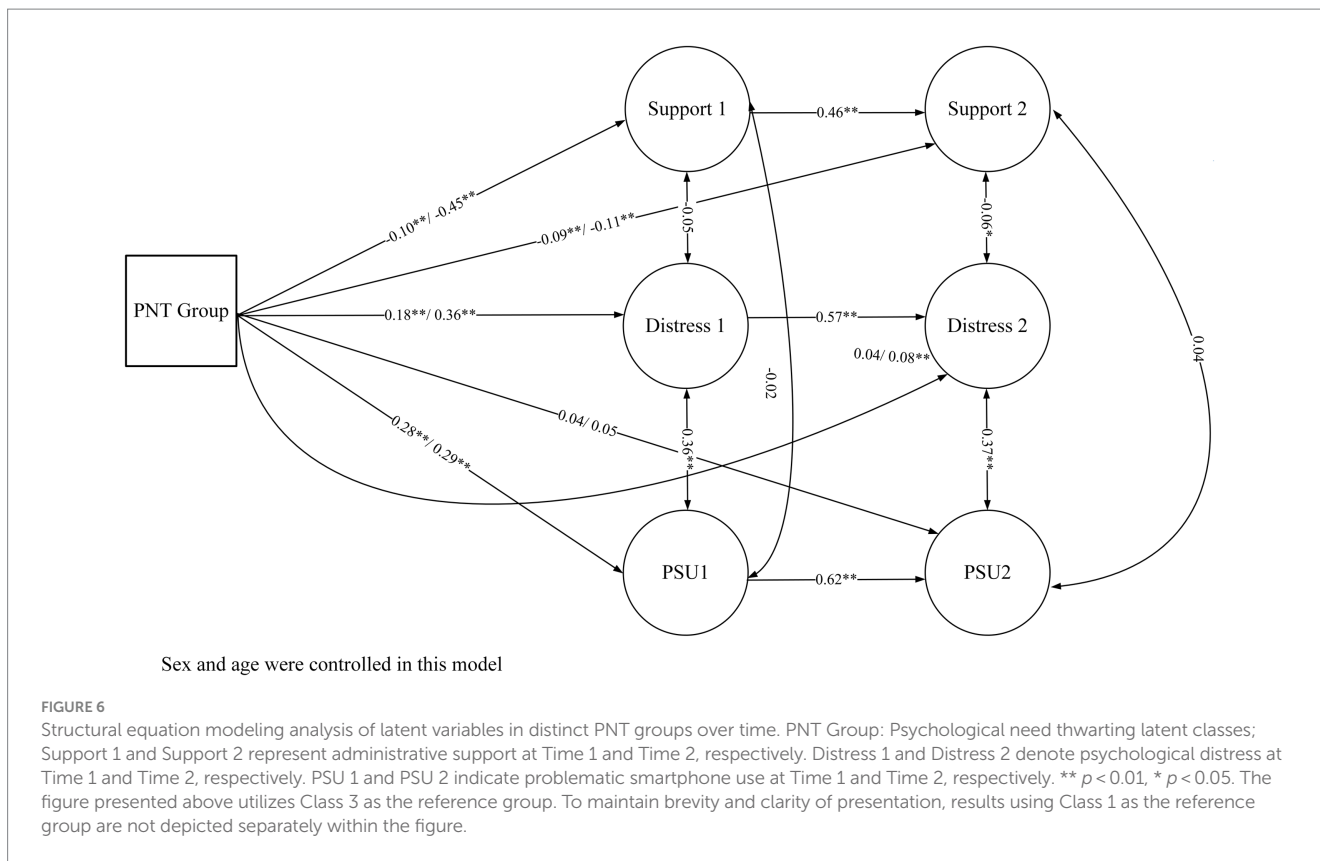 Support 1
0.46**
Support 2
-0.10**/ -0.45**
-0.09**/ -0.11**
-0.05
-0.06*
PNT Group
0.18**/ 0.36**
Distress 1
0.57**
Distress 2
0.04/ 0.08**
-0.02
0.04
0.28**/ 0.29**
0.04/ 0.05
0.36**
0.37**
PSU1
0.62**
PSU2
Sex and age were controlled in this model
FIGURE 6
Structural equation modeling analysis of latent variables in distinct PNT groups over time. PNT Group: Psychological need thwarting latent classes;
Support 1 and Support 2 represent administrative support at Time 1 and Time 2, respectively. Distress 1 and Distress 2 denote psychological distress at
Time 1 and Time 2, respectively. PSU 1 and PSU 2 indicate problematic smartphone use at Time 1 and Time 2, respectively. ** p < 0.01, * p < 0.05. The
figure presented above utilizes Class 3 as the reference group. To maintain brevity and clarity of presentation, results using Class 1 as the reference
group are not depicted separately within the figure.